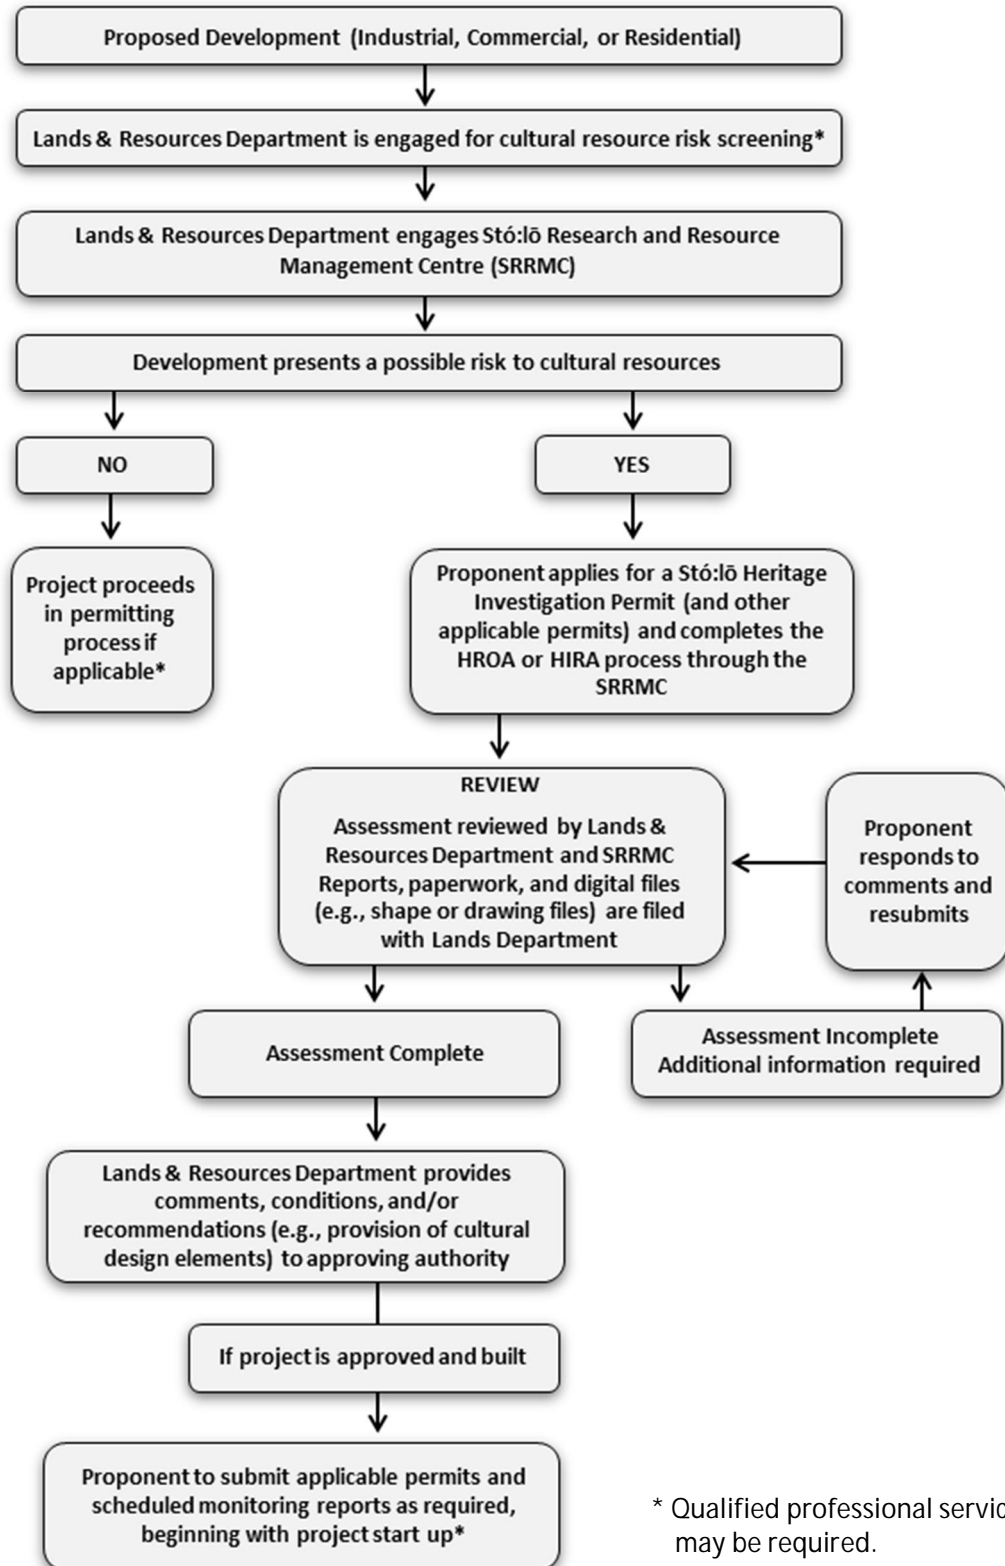 Proposed Development (Industrial, Commercial, or Residential)
Lands & Resources Department is engaged for cultural resource risk screening*
Lands & Resources Department engages Stó:lō Research and Resource
Management Centre (SRRMC)
Development presents a possible risk to cultural resources
NO
YES
Project proceeds
in permitting
process if
applicable*
Proponent applies for a Stó:lō Heritage
Investigation Permit (and other
applicable permits) and completes the
HROA or HIRA process through the
SRRMC
REVIEW
Assessment reviewed by Lands &
Resources Department and SRRMC
Reports, paperwork, and digital files
(e.g., shape or drawing files) are filed
with Lands Department
Proponent
responds to
comments and
resubmits
Assessment Complete
Assessment Incomplete
Additional information required
Lands & Resources Department provides
comments, conditions, and/or
recommendations (e.g., provision of cultural
design elements) to approving authority
If project is approved and built
Proponent to submit applicable permits and
scheduled monitoring reports as required,
beginning with project start up*
* Qualified professional servic
may be required.